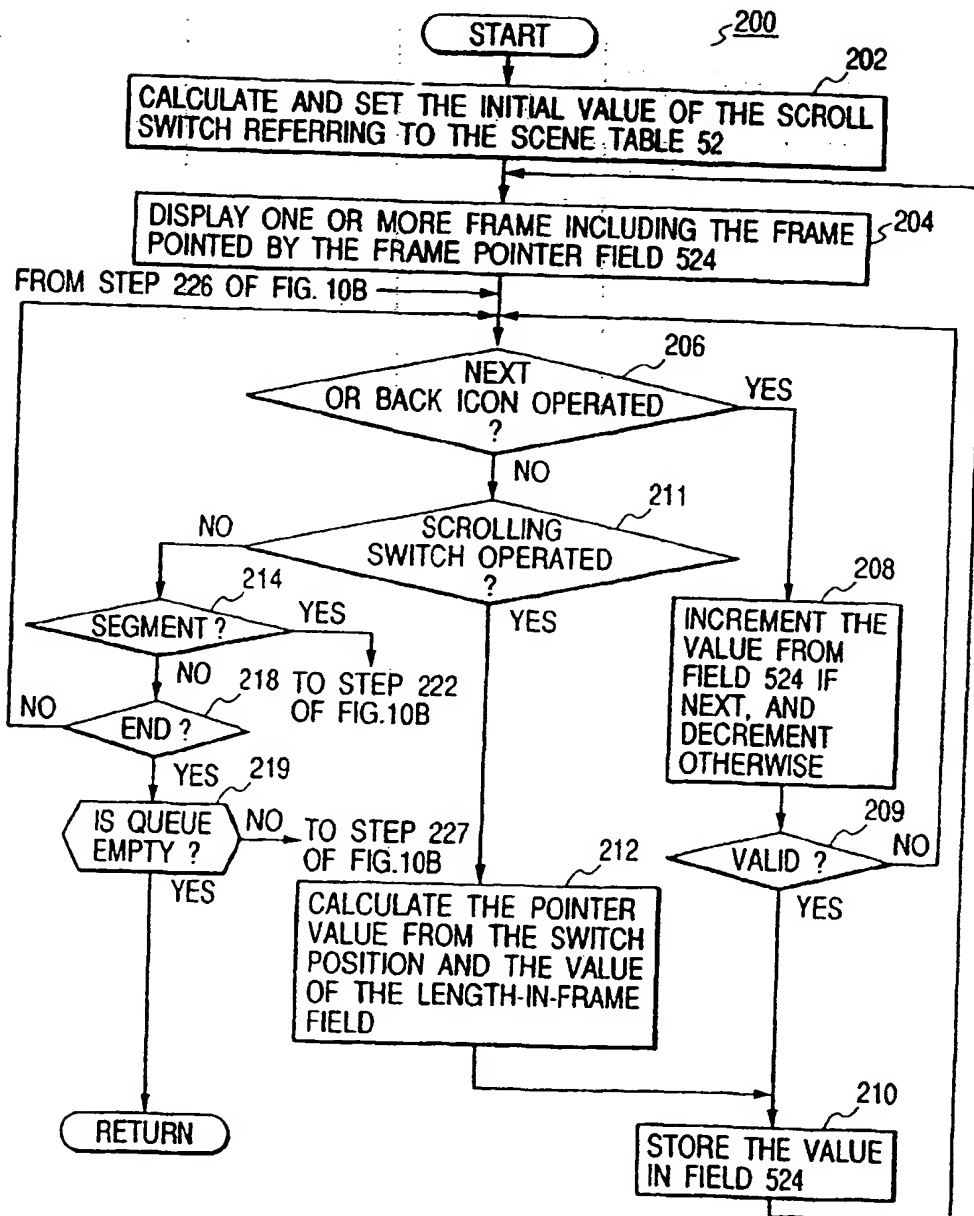 START
200
202
CALCULATE AND SET THE INITIAL VALUE OF THE SCROLL
SWITCH REFERRING TO THE SCENE TABLE 52
DISPLAY ONE OR MORE FRAME INCLUDING THE FRAME
POINTED BY THE FRAME POINTER FIELD 524
204
FROM STEP 226 OF FIG. 10B
206
NEXT
OR BACK ICON OPERATED
?
YES
NO
211
SCROLLING
SWITCH OPERATED
?
NO
YES
214
SEGMENT ?
YES
NO
TO STEP 222
OF FIG.10B
218
END ?
NO
YES
219
IS QUEUE
EMPTY ?
NO
TO STEP 227
OF FIG.10B
YES
208
INCREMENT THE
VALUE FROM
FIELD 524 IF
NEXT, AND
DECREMENT
OTHERWISE
209
VALID ?
NO
YES
212
CALCULATE THE POINTER
VALUE FROM THE SWITCH
POSITION AND THE VALUE
OF THE LENGTH-IN-FRAME
FIELD
210
STORE THE VALUE
IN FIELD 524
RETURN